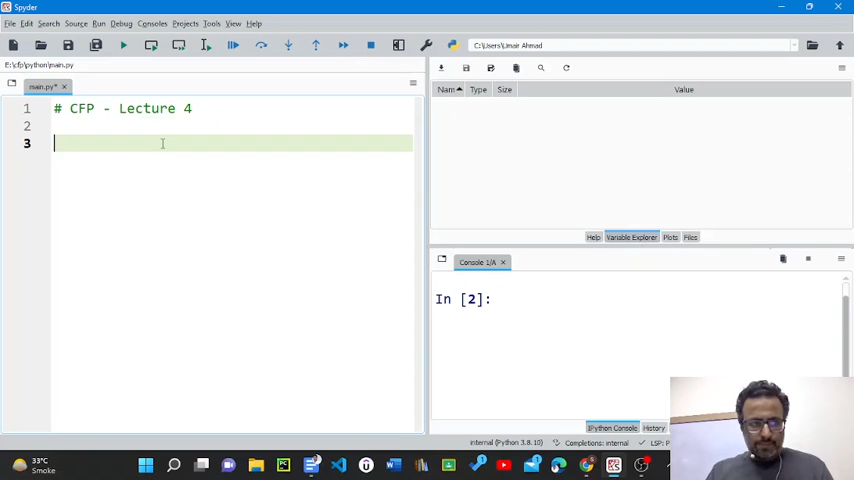 Spyder
File Edit Search Source Run Debug Consoles Projects Tools View Help
C:\Users\Umair Ahmad
E:\cfp\python\main.py
main.py*
1 # CFP - Lecture 4
2
3
Nam Type Size Value
Help Variable Explorer Plots Files
Console 1/A
In [2]:
IPython Console History
internal (Python 3.8.10) Completions: internal LSP:
33°C
Smoke